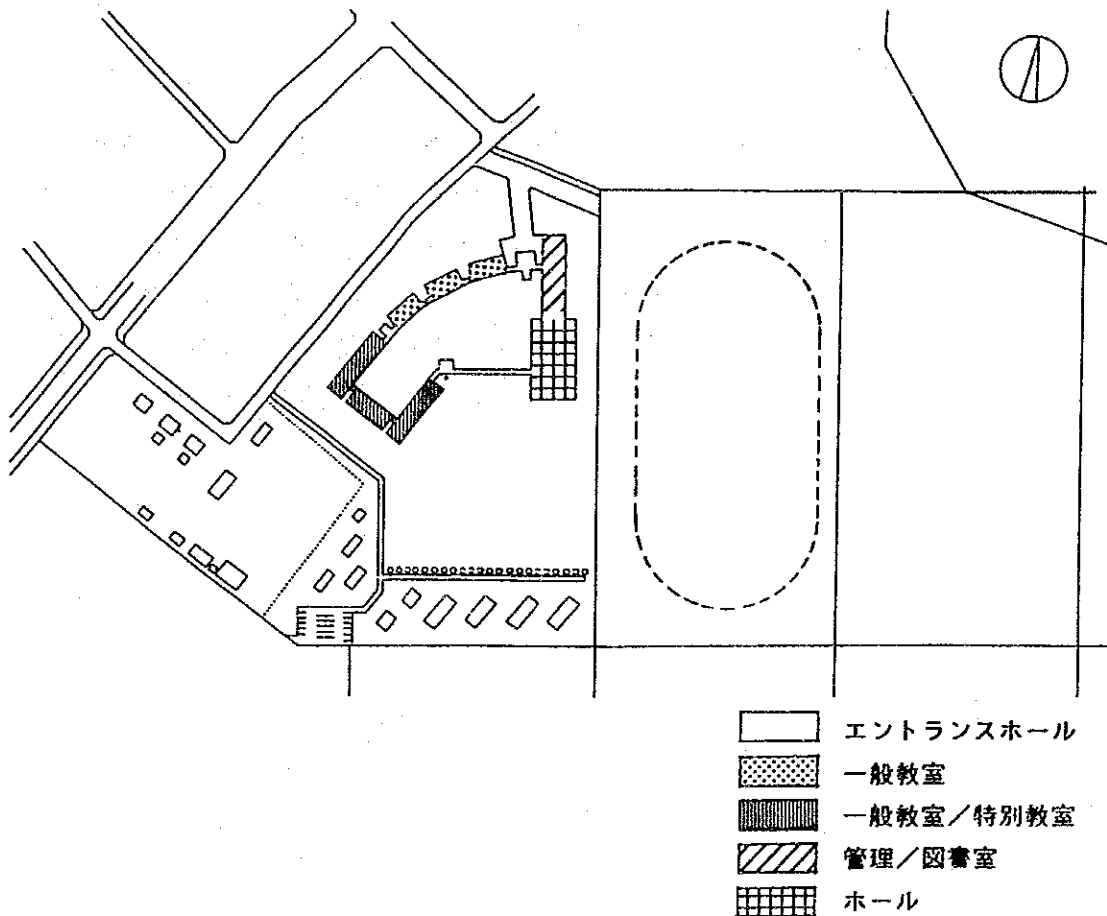 エントランスホール
一般教室
一般教室／特別教室
管理／図書室
ホール